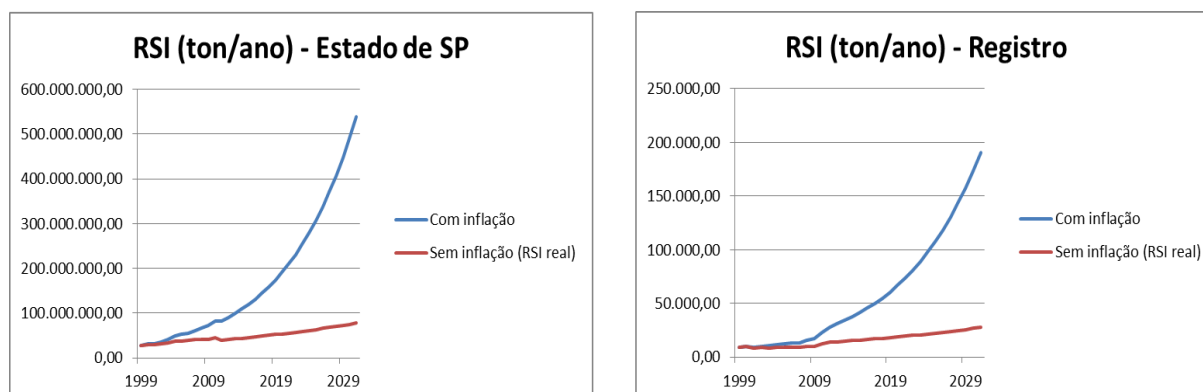 RSI (ton/ano) - Estado de SP
600.000.000,00
500.000.000,00
400.000.000,00
300.000.000,00
200.000.000,00
100.000.000,00
0,00
1999 2009 2019 2029
Com inflação
Sem inflação (RSI real)
RSI (ton/ano) - Registro
250.000,00
200.000,00
150.000,00
100.000,00
50.000,00
0,00
1999 2009 2019 2029
Com inflação
Sem inflação (RSI real)